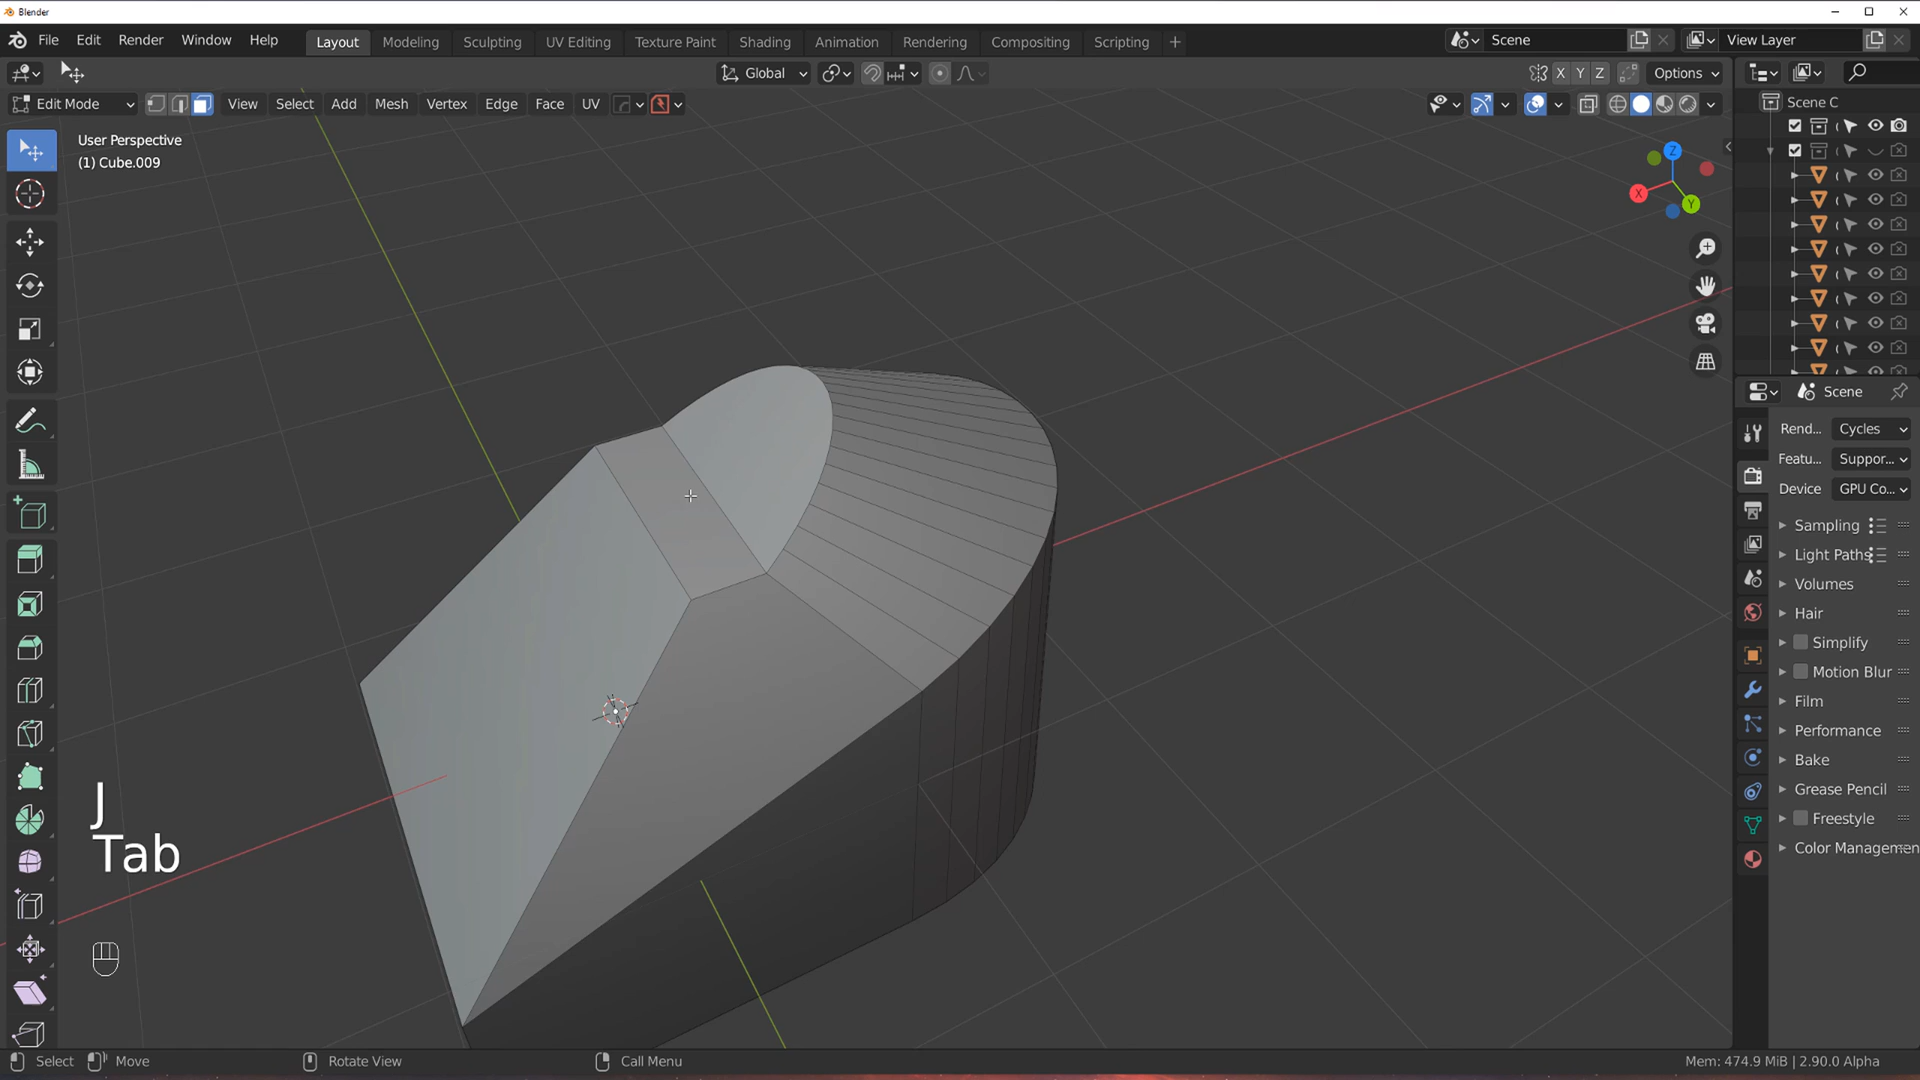 Blender
File Edit Render Window Help Layout Modeling Sculpting UV Editing Texture Paint Shading Animation Rendering Compositing Scripting + Scene View Layer
Global X Y Z Options
Edit Mode View Select Add Mesh Vertex Edge Face UV
Scene C
User Perspective
(1) Cube.009
Z
X
Y
Scene
Rend... Cycles
Featu... Suppor...
Device GPU Co...
Sampling
Light Paths
Volumes
Hair
Simplify
Motion Blur
Film
Performance
Bake
Grease Pencil
Freestyle
Color Managemen
J
Tab
Select Move Rotate View Call Menu Mem: 474.9 MiB | 2.90.0 Alpha